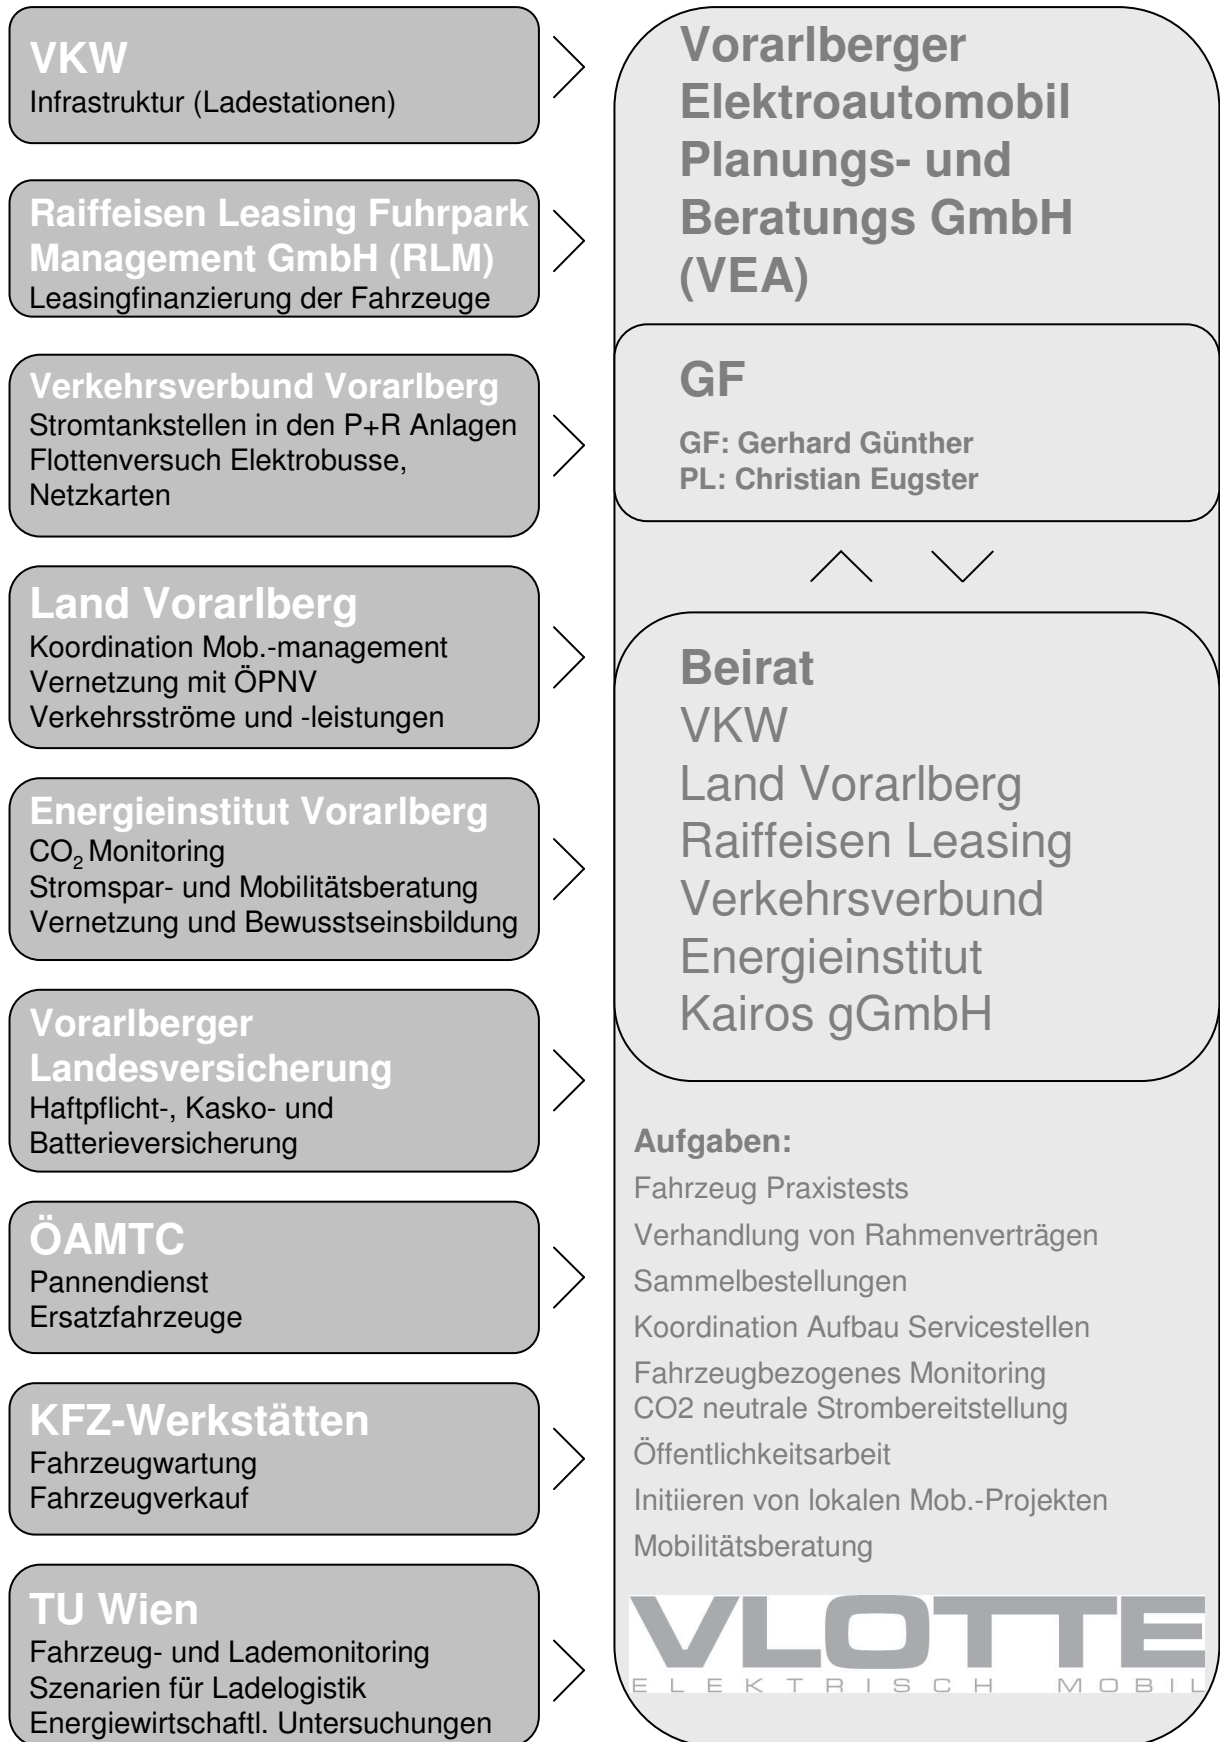 VKW
Infrastruktur (Ladestationen)
Raiffeisen Leasing Fuhrpark
Management GmbH (RLM)
Leasingfinanzierung der Fahrzeuge
Verkehrsverbund Vorarlberg
Stromtankstellen in den P+R Anlagen
Flottenversuch Elektrobusse,
Netzkarten
Land Vorarlberg
Koordination Mob.-management
Vernetzung mit ÖPNV
Verkehrsströme und -leistungen
Energieinstitut Vorarlberg
CO₂ Monitoring
Stromspar- und Mobilitätsberatung
Vernetzung und Bewusstseinsbildung
Vorarlberger
Landesversicherung
Haftpflicht-, Kasko- und
Batterieversicherung
ÖAMTC
Pannendienst
Ersatzfahrzeuge
KFZ-Werkstätten
Fahrzeugwartung
Fahrzeugverkauf
TU Wien
Fahrzeug- und Lademonitoring
Szenarien für Ladelogistik
Energiewirtschaftl. Untersuchungen
Vorarlberger
Elektroautomobil
Planungs- und
Beratungs GmbH
(VEA)
GF
GF: Gerhard Günther
PL: Christian Eugster
Beirat
VKW
Land Vorarlberg
Raiffeisen Leasing
Verkehrsverbund
Energieinstitut
Kairos gGmbH
Aufgaben:
Fahrzeug Praxistests
Verhandlung von Rahmenverträgen
Sammelbestellungen
Koordination Aufbau Servicestellen
Fahrzeugbezogenes Monitoring
CO2 neutrale Strombereitstellung
Öffentlichkeitsarbeit
Initiieren von lokalen Mob.-Projekten
Mobilitätsberatung
VLOTTE
ELEKTRISCH MOBIL